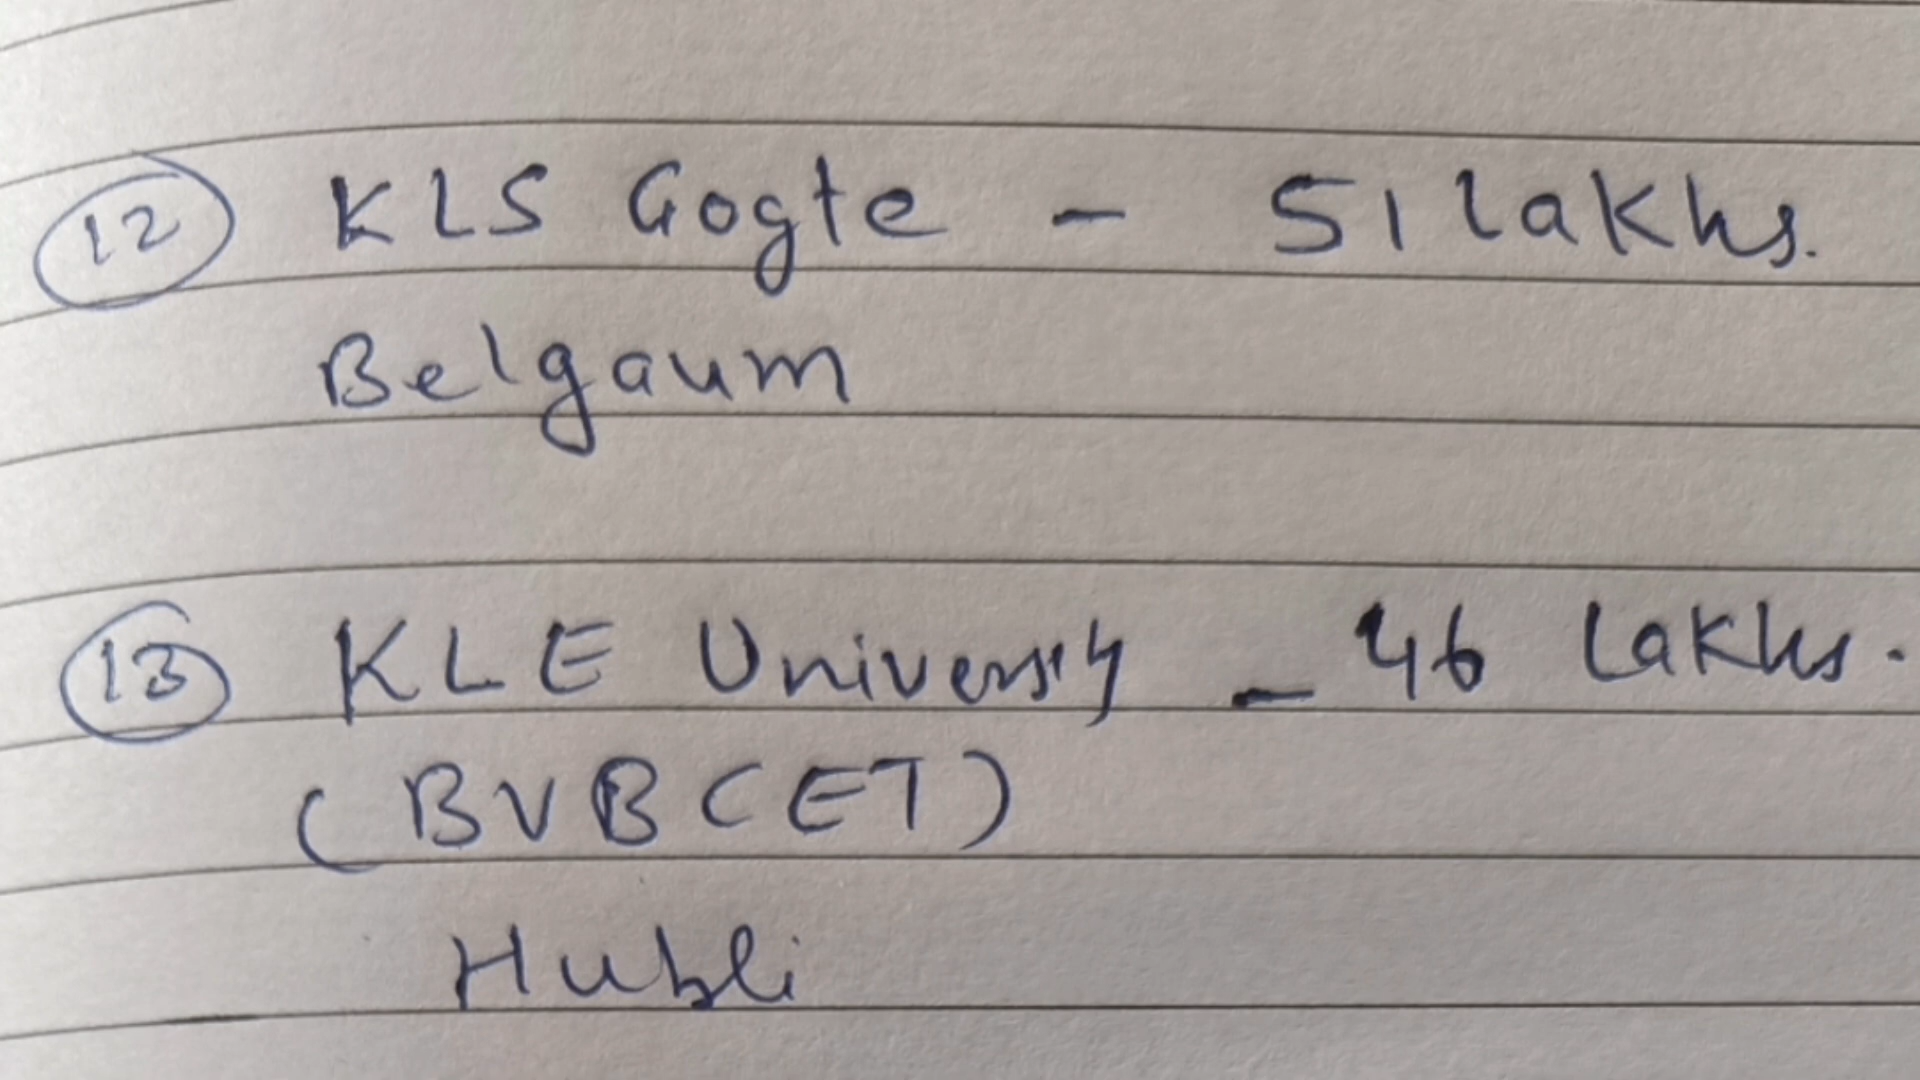 12 KLS Gogte - 51 lakhs.
Belgaum
13 KLE University - 46 Lakhs.
(BVBCET)
Hubli